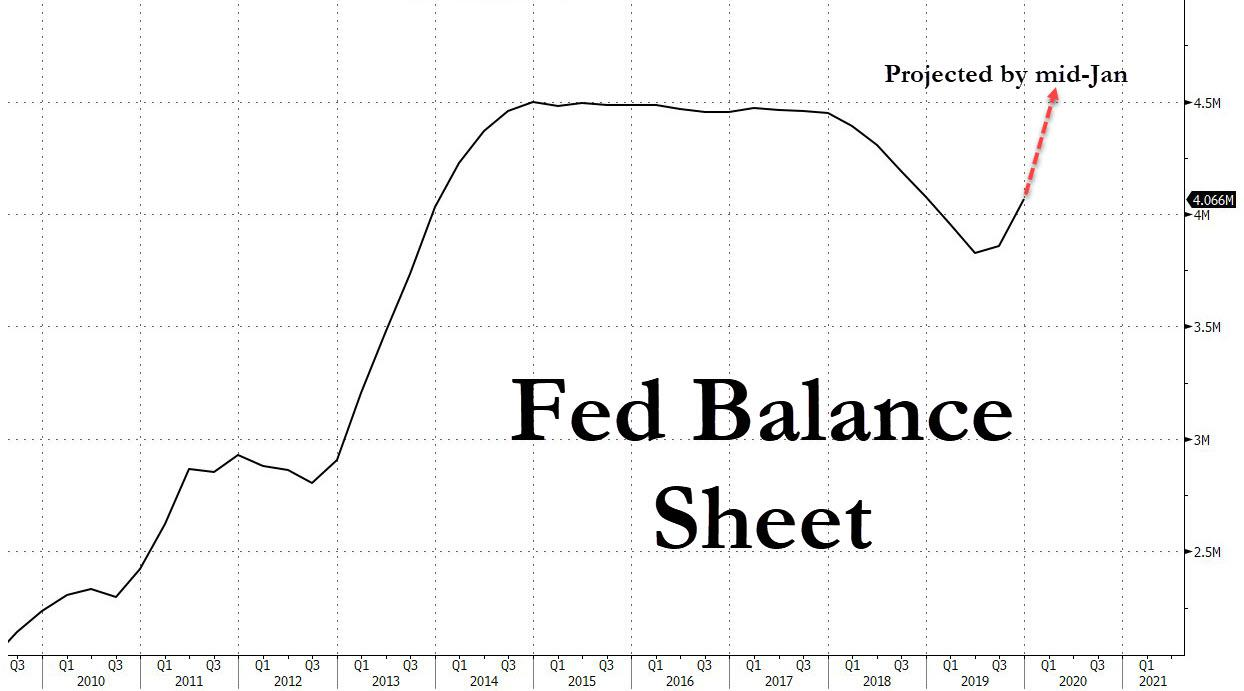 Projected by mid-Jan
4.5M
4.066M
4M
3.5M
Fed Balance
3M
Sheet
2.5M
Q3 Q1 Q3 Q1 Q3 Q1 Q3 Q1 Q3 Q1 Q3 Q1 Q3 Q1 Q3 Q1 Q3 Q1 Q3 Q1 Q3 Q1 Q3 Q1
2010 2011 2012 2013 2014 2015 2016 2017 2018 2019 2020 2021